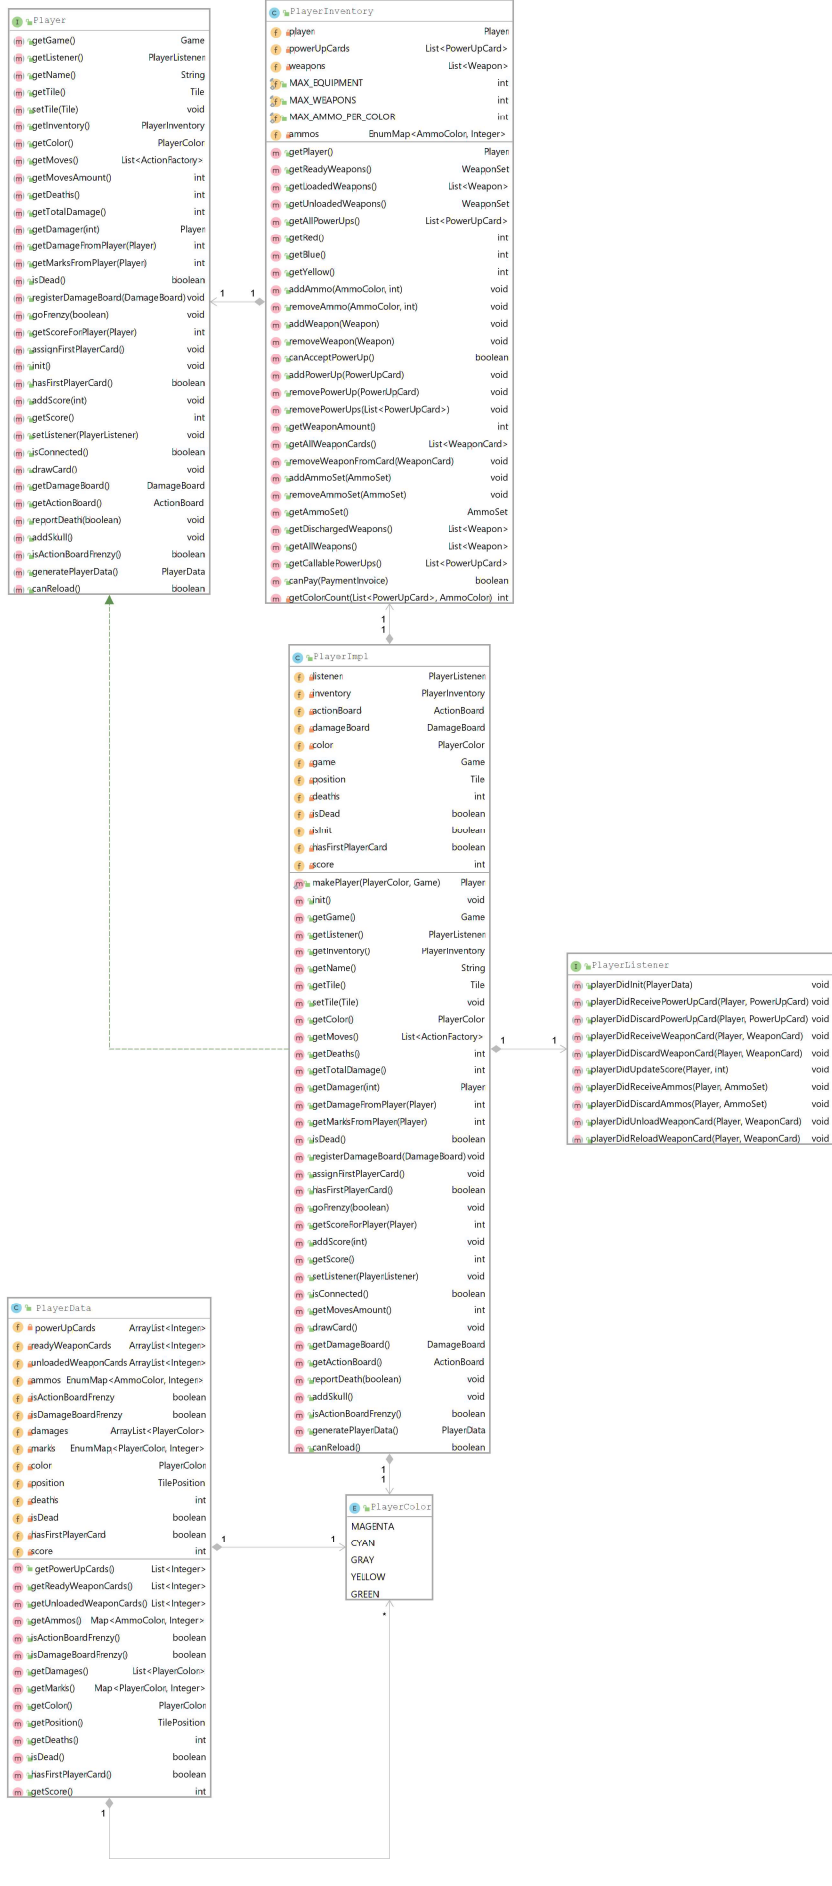 Player
getGame() Game
getListener() PlayerListener
getName() String
getTile() Tile
setTile(Tile) void
getInventory() PlayerInventory
getColor() PlayerColor
getMoves() List<ActionFactory>
getMovesAmount() int
getDeaths() int
getTotalDamage() int
getDamager(int) Player
getDamageFromPlayer(Player) int
getMarksFromPlayer(Player) int
isDead() boolean
registerDamageBoard(DamageBoard) void
goFrenzy(boolean) void
getScoreForPlayer(Player) int
assignFirstPlayerCard() void
init() void
hasFirstPlayerCard() boolean
addScore(int) void
getScore() int
setListener(PlayerListener) void
isConnected() boolean
drawCard() void
getDamageBoard() DamageBoard
getActionBoard() ActionBoard
reportDeath(boolean) void
addSkull() void
isActionBoardFrenzy() boolean
generatePlayerData() PlayerData
canReload() boolean
PlayerInventory
player Player
powerUpCards List<PowerUpCard>
weapons List<Weapon>
MAX_EQUIPMENT int
MAX_WEAPONS int
MAX_AMMO_PER_COLOR int
ammos EnumMap<AmmoColor, Integer>
getPlayer() Player
getReadyWeapons() WeaponSet
getLoadedWeapons() List<Weapon>
getUnloadedWeapons() WeaponSet
getAllPowerUps() List<PowerUpCard>
getRed() int
getBlue() int
getYellow() int
addAmmo(AmmoColor, int) void
removeAmmo(AmmoColor, int) void
addWeapon(Weapon) void
removeWeapon(Weapon) void
canAcceptPowerUp() boolean
addPowerUp(PowerUpCard) void
removePowerUp(PowerUpCard) void
removePowerUps(List<PowerUpCard>) void
getWeaponAmount() int
getAllWeaponCards() List<WeaponCard>
removeWeaponFromCard(WeaponCard) void
addAmmoSet(AmmoSet) void
removeAmmoSet(AmmoSet) void
getAmmoSet() AmmoSet
getDischargedWeapons() List<Weapon>
getAllWeapons() List<Weapon>
getCallablePowerUps() List<PowerUpCard>
canPay(PaymentInvoice) boolean
getColorCount(List<PowerUpCard>, AmmoColor) int
1 1
1
1
PlayerImpl
listener PlayerListener
inventory PlayerInventory
actionBoard ActionBoard
damageBoard DamageBoard
color PlayerColor
game Game
position Tile
deaths int
isDead boolean
isInit boolean
hasFirstPlayerCard boolean
score int
makePlayer(PlayerColor, Game) Player
init() void
getGame() Game
getListener() PlayerListener
getInventory() PlayerInventory
getName() String
getTile() Tile
setTile(Tile) void
getColor() PlayerColor
getMoves() List<ActionFactory>
getDeaths() int
getTotalDamage() int
getDamager(int) Player
getDamageFromPlayer(Player) int
getMarksFromPlayer(Player) int
isDead() boolean
registerDamageBoard(DamageBoard) void
assignFirstPlayerCard() void
hasFirstPlayerCard() boolean
goFrenzy(boolean) void
getScoreForPlayer(Player) int
addScore(int) void
getScore() int
setListener(PlayerListener) void
isConnected() boolean
getMovesAmount() int
drawCard() void
getDamageBoard() DamageBoard
getActionBoard() ActionBoard
reportDeath(boolean) void
addSkull() void
isActionBoardFrenzy() boolean
generatePlayerData() PlayerData
canReload() boolean
1 1
PlayerListener
playerDidInit(PlayerData) void
playerDidReceivePowerUpCard(Player, PowerUpCard) void
playerDidDiscardPowerUpCard(Player, PowerUpCard) void
playerDidReceiveWeaponCard(Player, WeaponCard) void
playerDidDiscardWeaponCard(Player, WeaponCard) void
playerDidUpdateScore(Player, int) void
playerDidReceiveAmmos(Player, AmmoSet) void
playerDidDiscardAmmos(Player, AmmoSet) void
playerDidUnloadWeaponCard(Player, WeaponCard) void
playerDidReloadWeaponCard(Player, WeaponCard) void
PlayerData
powerUpCards ArrayList<Integer>
readyWeaponCards ArrayList<Integer>
unloadedWeaponCards ArrayList<Integer>
ammos EnumMap<AmmoColor, Integer>
isActionBoardFrenzy boolean
isDamageBoardFrenzy boolean
damages ArrayList<PlayerColor>
marks EnumMap<PlayerColor, Integer>
color PlayerColor
position TilePosition
deaths int
isDead boolean
hasFirstPlayerCard boolean
score int
getPowerUpCards() List<Integer>
getReadyWeaponCards() List<Integer>
getUnloadedWeaponCards() List<Integer>
getAmmos() Map<AmmoColor, Integer>
isActionBoardFrenzy() boolean
isDamageBoardFrenzy() boolean
getDamages() List<PlayerColor>
getMarks() Map<PlayerColor, Integer>
getColor() PlayerColor
getPosition() TilePosition
getDeaths() int
isDead() boolean
hasFirstPlayerCard() boolean
getScore() int
1
1
1 1
PlayerColor
MAGENTA
CYAN
GRAY
YELLOW
GREEN
*
1